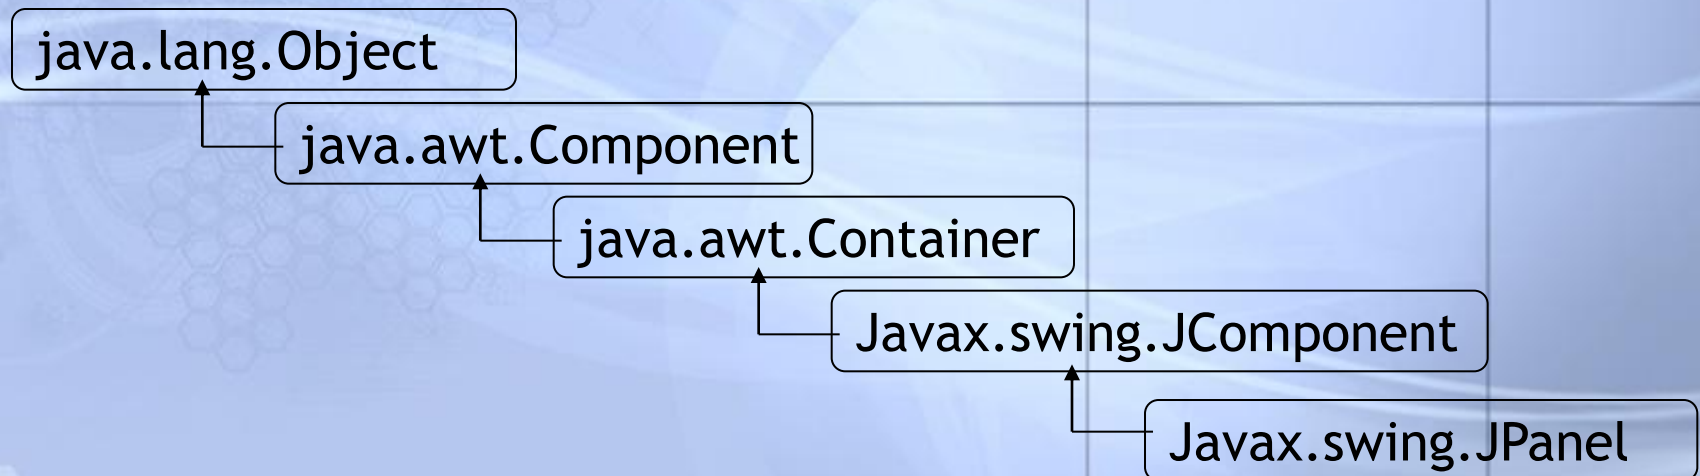 java.lang.Object
java.awt.Component
java.awt.Container
Javax.swing.JComponent
Javax.swing.JPanel